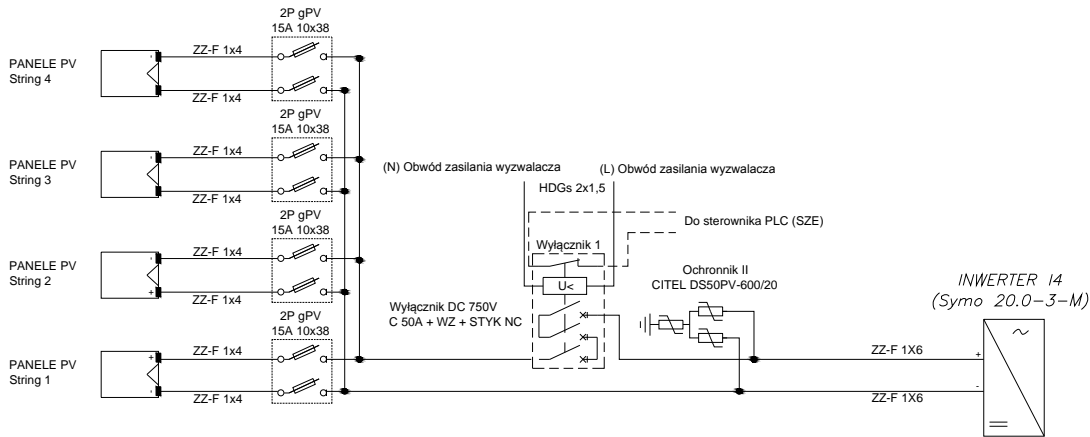 2P gPV
15A 10x38
PANELE PV
String 4
-
ZZ-F 1x4
ZZ-F 1x4
2P gPV
15A 10x38
PANELE PV
String 3
-
ZZ-F 1x4
ZZ-F 1x4
(N) Obwód zasilania wyzwalacza
(L) Obwód zasilania wyzwalacza
HDGs 2x1,5
Do sterownika PLC (SZE)
Wyłącznik 1
U<
2P gPV
15A 10x38
PANELE PV
String 2
-
+
ZZ-F 1x4
ZZ-F 1x4
Ochronnik II
CITEL DS50PV-600/20
INWERTER I4
(Symo 20.0-3-M)
Wyłącznik DC 750V
C 50A + WZ + STYK NC
2P gPV
15A 10x38
PANELE PV
String 1
+
-
ZZ-F 1x4
ZZ-F 1x4
ZZ-F 1X6
ZZ-F 1X6
+
-
~